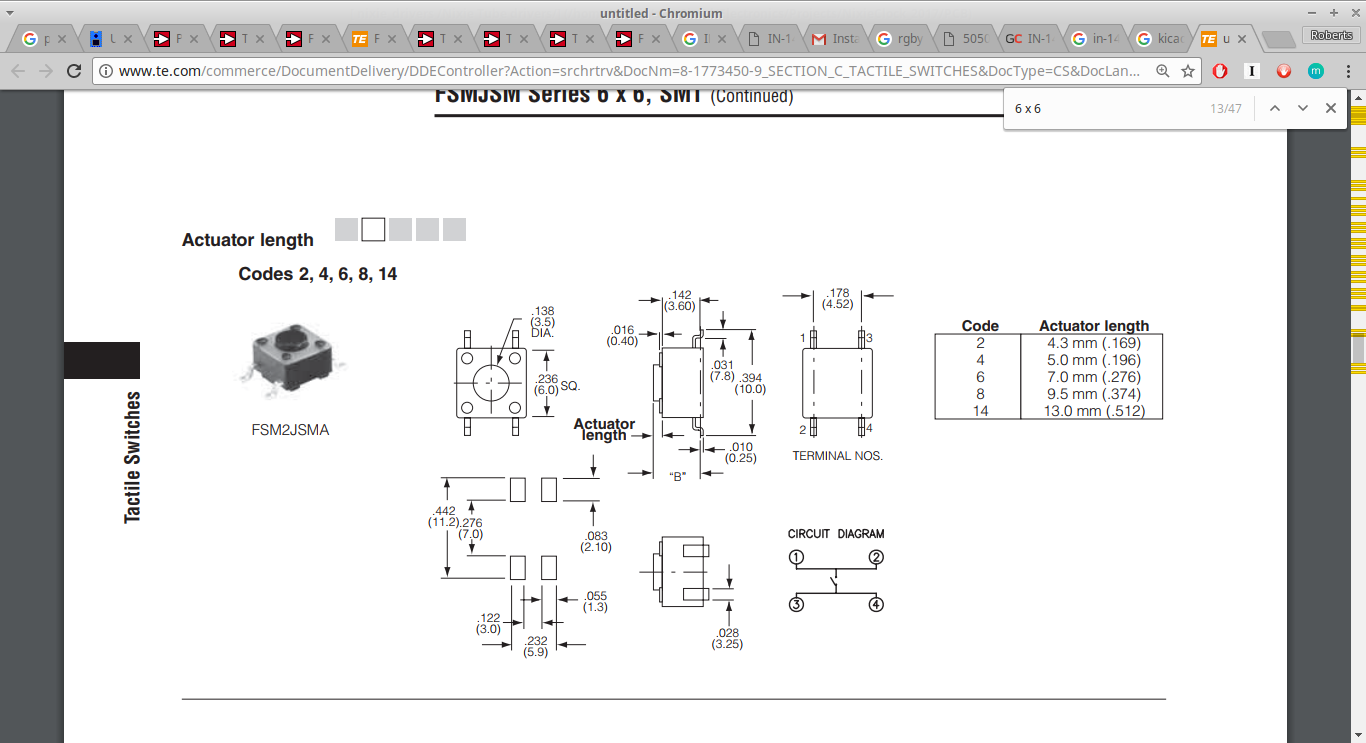 untitled - Chromium
Roberts
www.te.com/commerce/DocumentDelivery/DDEController?Action=srchrtrv&DocNm=8-1773450-9_SECTION_C_TACTILE_SWITCHES&DocType=CS&DocLan...
6 x 6 13/47
FSMJSM Series 6 x 6, SMT (Continued)
Actuator length
Codes 2, 4, 6, 8, 14
FSM2JSMA
Tactile Switches
.138
(3.5)
DIA.
.236
(6.0) SQ.
.142
(3.60)
.016
(0.40)
.031
(7.8)
.394
(10.0)
Actuator
length
.010
(0.25)
"B"
.178
(4.52)
1 3
2 4
TERMINAL NOS.
Code Actuator length
2 4.3 mm (.169)
4 5.0 mm (.196)
6 7.0 mm (.276)
8 9.5 mm (.374)
14 13.0 mm (.512)
.442
(11.2)
.276
(7.0)
.083
(2.10)
.055
(1.3)
.122
(3.0)
.232
(5.9)
.028
(3.25)
CIRCUIT DIAGRAM
1 2
3 4